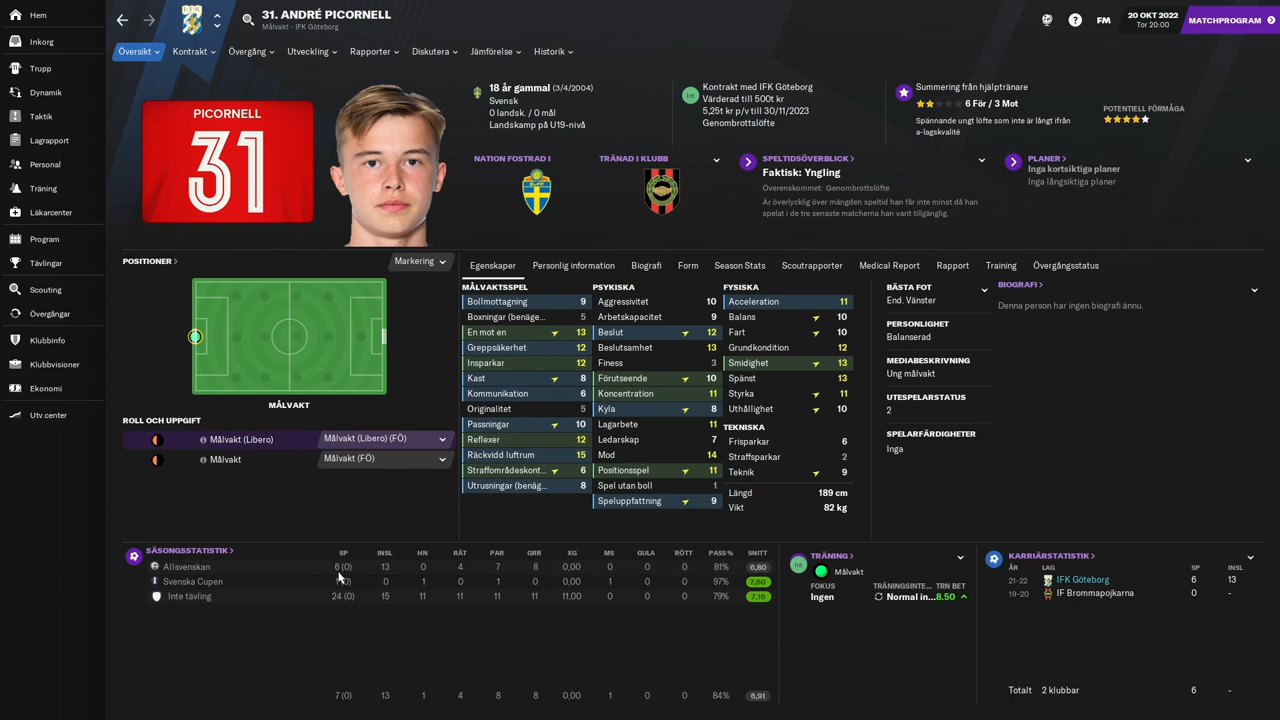 Hem
Inkorg
Trupp
Dynamik
Taktik
Lagrapport
Personal
Träning
Läkarcenter
Program
Tävlingar
Scouting
Övergångar
Klubbinfo
Klubbvisioner
Ekonomi
Utv.center
31. ANDRÉ PICORNELL
Målvakt - IFK Göteborg
FM
20 OKT 2022
Tor 20:00
MATCHPROGRAM
Översikt
Kontrakt
Övergång
Utveckling
Rapporter
Diskutera
Jämförelse
Historik
PICORNELL
31
18 år gammal (3/4/2004)
Svensk
0 landsk. / 0 mål
Landskamp på U19-nivå
Int
Kontrakt med IFK Göteborg
Värderad till 500t kr
5,25t kr p/v till 30/11/2023
Genombrottslöfte
Summering från hjälptränare
6 För / 3 Mot
Spännande ungt löfte som inte är långt ifrån
a-lagskvalité
POTENTIELL FÖRMÅGA
NATION FOSTRAD I
TRÄNAD I KLUBB
SPELTIDSÖVERBLICK
Faktisk: Yngling
Överenskommet: Genombrottslöfte
Är överlycklig över mängden speltid han får inte minst då han
spelat i de tre senaste matcherna han varit tillgänglig.
PLANER
Inga kortsiktiga planer
Inga långsiktiga planer
POSITIONER
Markering
MÅLVAKT
ROLL OCH UPPGIFT
Målvakt (Libero) Målvakt (Libero) (FÖ)
Målvakt Målvakt (FÖ)
Egenskaper Personlig information Biografi Form Season Stats Scoutrapporter Medical Report Rapport Training Övergångsstatus
MÅLVAKTSSPEL
Bollmottagning 9
Boxningar (benäge... 5
En mot en 13
Greppsäkerhet 12
Insparkar 12
Kast 8
Kommunikation 6
Originalitet 5
Passningar 10
Reflexer 12
Räckvidd luftrum 15
Straffområdeskont... 6
Utrusningar (benäg... 8
PSYKISKA
Aggressivitet 10
Arbetskapacitet 9
Beslut 12
Beslutsamhet 13
Finess 3
Förutseende 10
Koncentration 11
Kyla 8
Lagarbete 11
Ledarskap 7
Mod 14
Positionsspel 11
Spel utan boll 1
Speluppfattning 9
FYSISKA
Acceleration 11
Balans 10
Fart 10
Grundkondition 12
Smidighet 13
Spänst 13
Styrka 11
Uthållighet 10
TEKNISKA
Frisparkar 6
Straffsparkar 2
Teknik 9
Längd 189 cm
Vikt 82 kg
BÄSTA FOT
End. Vänster
PERSONLIGHET
Balanserad
MEDIABESKRIVNING
Ung målvakt
UTESPELARSTATUS
2
SPELARFÄRDIGHETER
Inga
BIOGRAFI
Denna person har ingen biografi ännu.
SÄSONGSSTATISTIK SP INSL HN RÄT PAR GRR XG MS GULA RÖTT PASS% SNITT
Allsvenskan 6 (0) 13 0 4 7 8 0,00 0 0 0 81% 6,80
Svenska Cupen 0 1 0 1 0 0,00 1 0 0 97% 7,60
Inte tävling 24 (0) 15 11 11 11 11 11,00 0 0 0 79% 7,16
7 (0) 13 1 4 8 8 0,00 1 0 0 84% 6,91
TRÄNING
Int
Målvakt
FOKUS
Ingen
TRÄNINGSINTE...
Normal in...
TRN BET
8.50
KARRIÄRSTATISTIK
ÅR LAG SP INSL
21-22 IFK Göteborg 6 13
19-20 IF Brommapojkarna 0 -
Totalt 2 klubbar 6 -